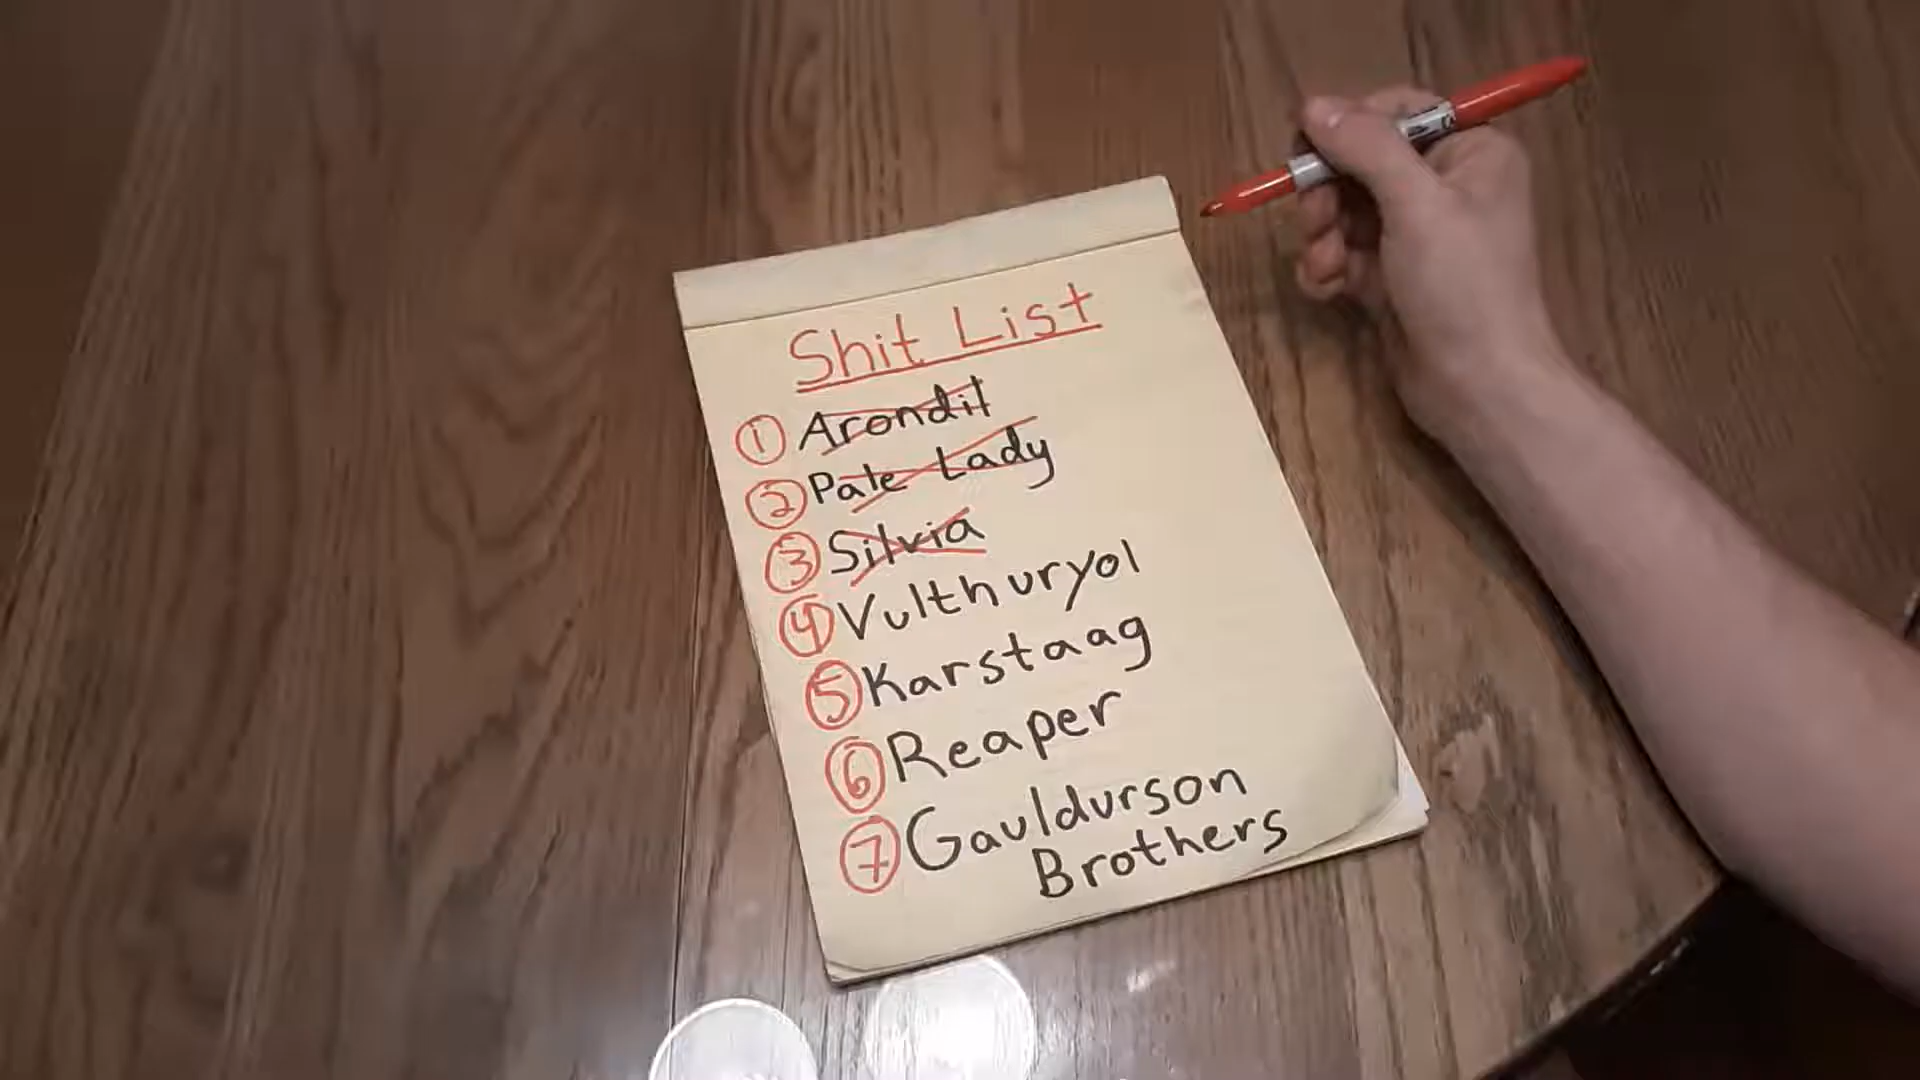 Shit List
1 Arondil
2 Pale Lady
3 Silvia
4 Vulthuryol
5 Karstaag
6 Reaper
7 Gauldurson
Brothers